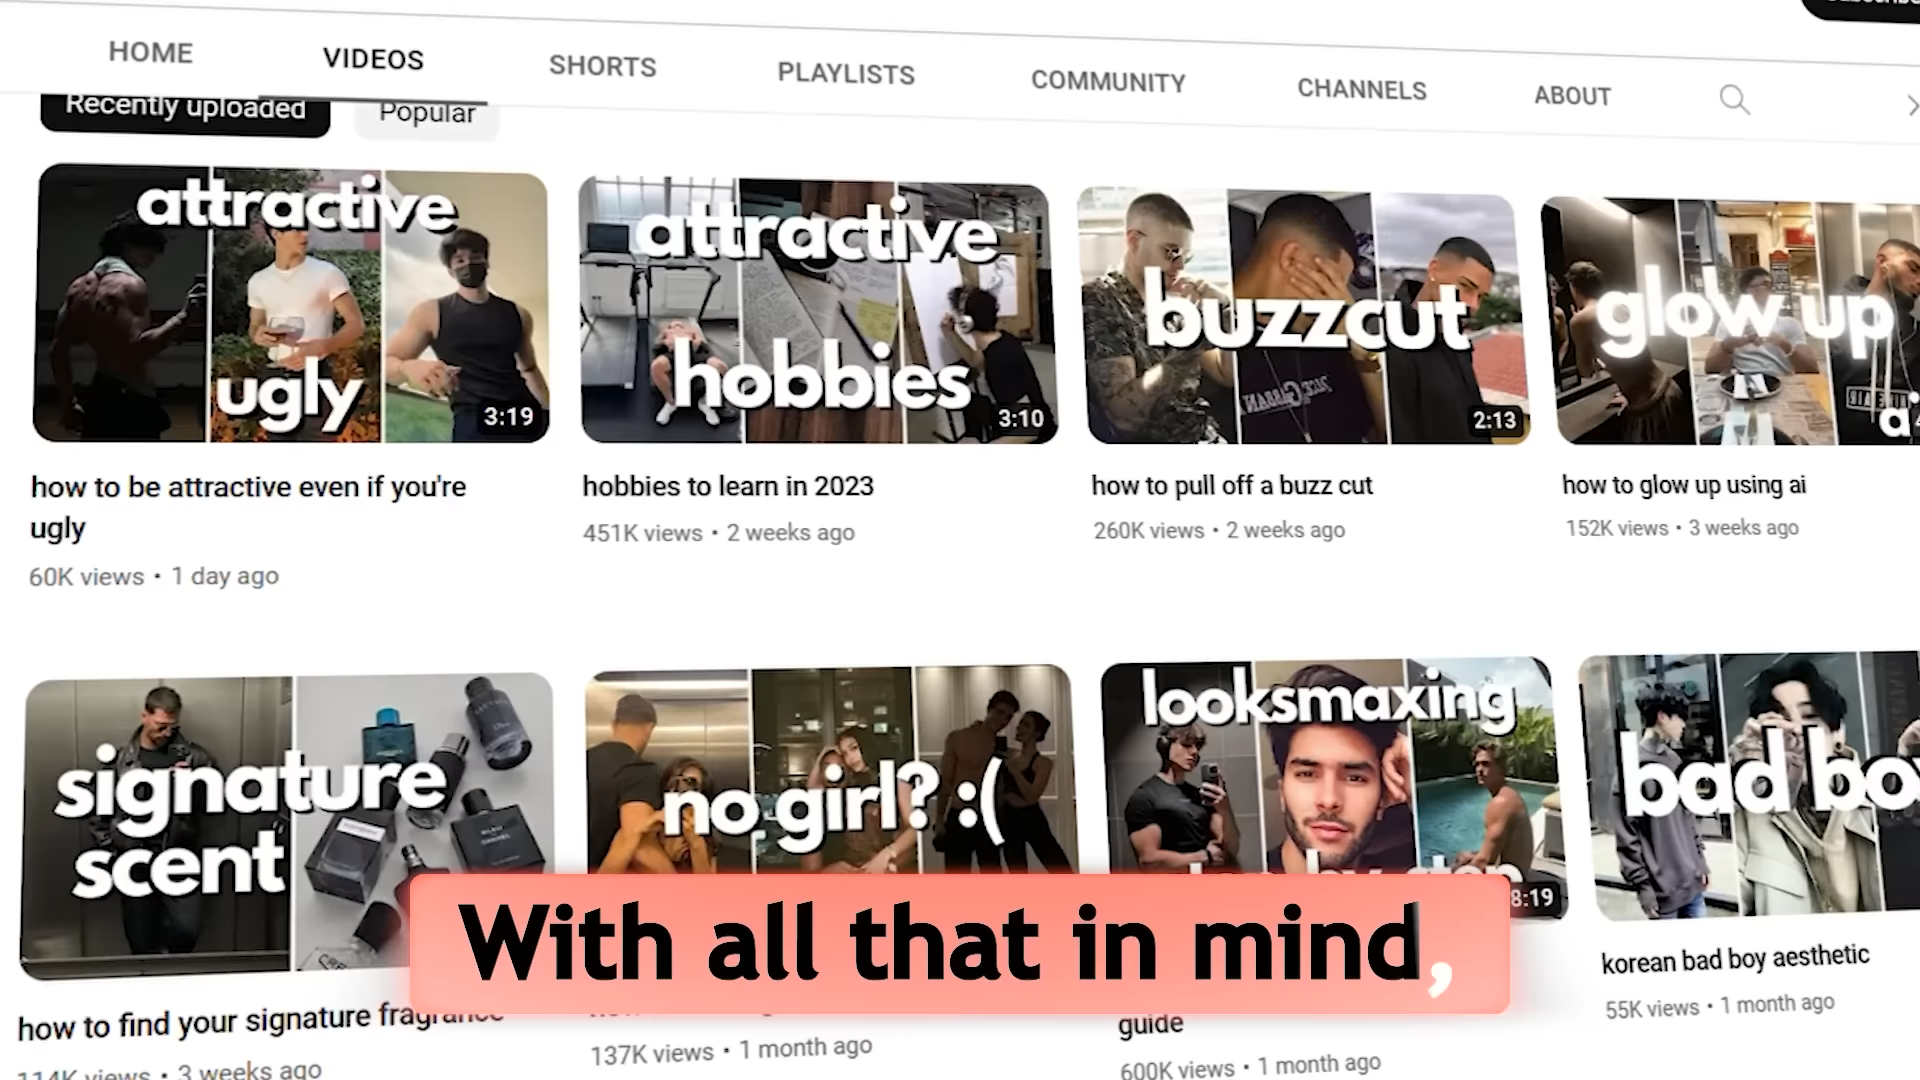 HOME
VIDEOS
SHORTS
PLAYLISTS
COMMUNITY
CHANNELS
ABOUT
Recently uploaded
Popular
attractive
ugly
3:19
attractive
hobbies
3:10
buzzcut
2:13
glow up
how to be attractive even if you're
ugly
60K views • 1 day ago
hobbies to learn in 2023
451K views • 2 weeks ago
how to pull off a buzz cut
260K views • 2 weeks ago
how to glow up using ai
152K views • 3 weeks ago
signature
scent
no girl? :(
looksmaxing
8:19
bad boy
With all that in mind,
how to find your signature fragrance
114K views • 3 weeks ago
137K views • 1 month ago
guide
600K views • 1 month ago
korean bad boy aesthetic
55K views • 1 month ago